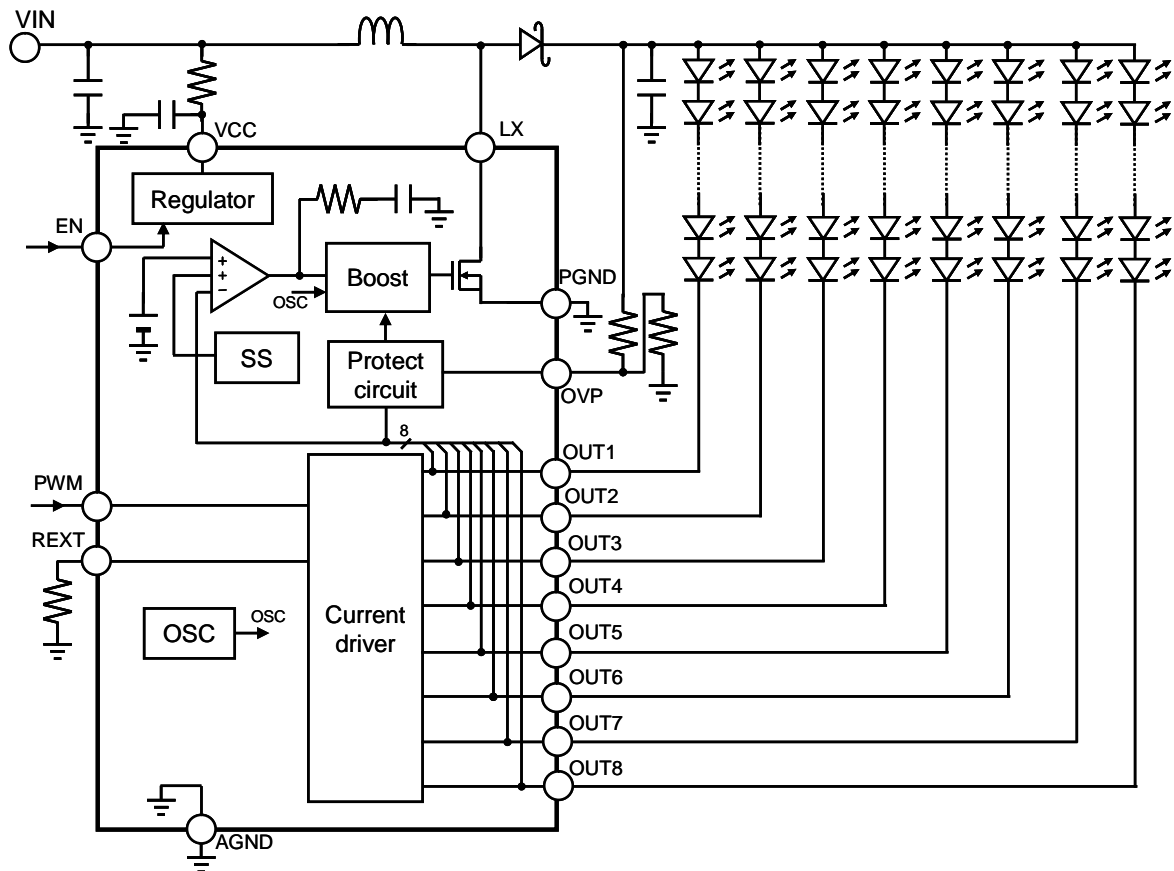 VIN
VCC
LX
Regulator
EN
+
+
−
Boost
OSC
PGND
SS
Protect
circuit
OVP
8
OUT1
PWM
OUT2
REXT
OUT3
OUT4
Current
driver
OSC
OSC
OUT5
OUT6
OUT7
OUT8
AGND